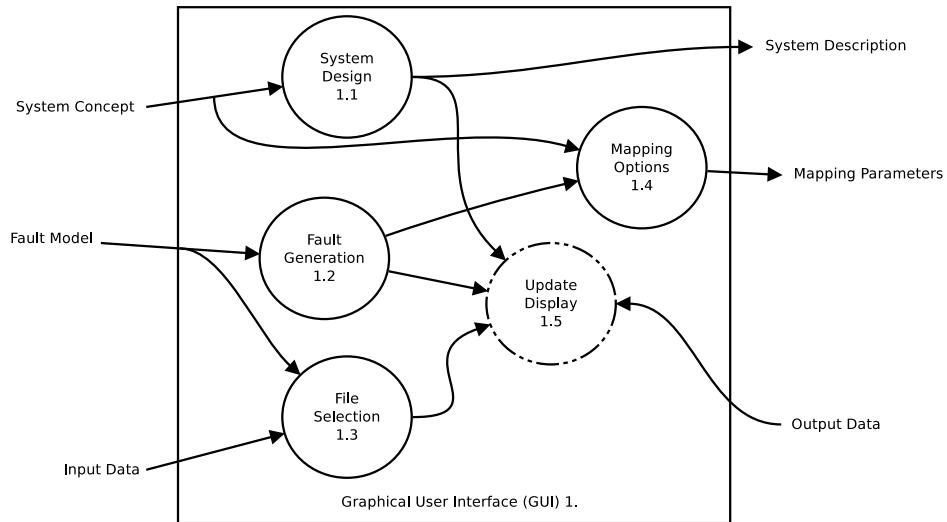 System
Design
1.1
System Description
System Concept
Mapping
Options
1.4
Mapping Parameters
Fault Model
Fault
Generation
1.2
Update
Display
1.5
File
Selection
1.3
Output Data
Input Data
Graphical User Interface (GUI) 1.